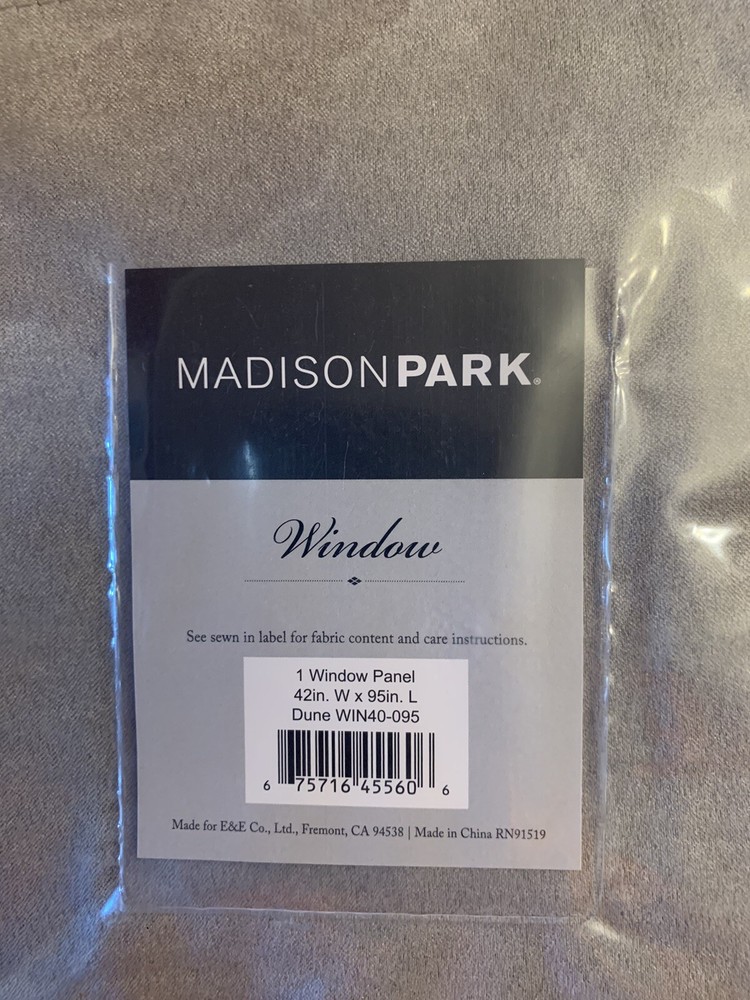 MADISONPARK®
Window
See sewn in label for fabric content and care instructions.
1 Window Panel
42in. W x 95in. L
Dune WIN40-095
6 75716 45560 6
Made for E&E Co., Ltd., Fremont, CA 94538 | Made in China RN91519